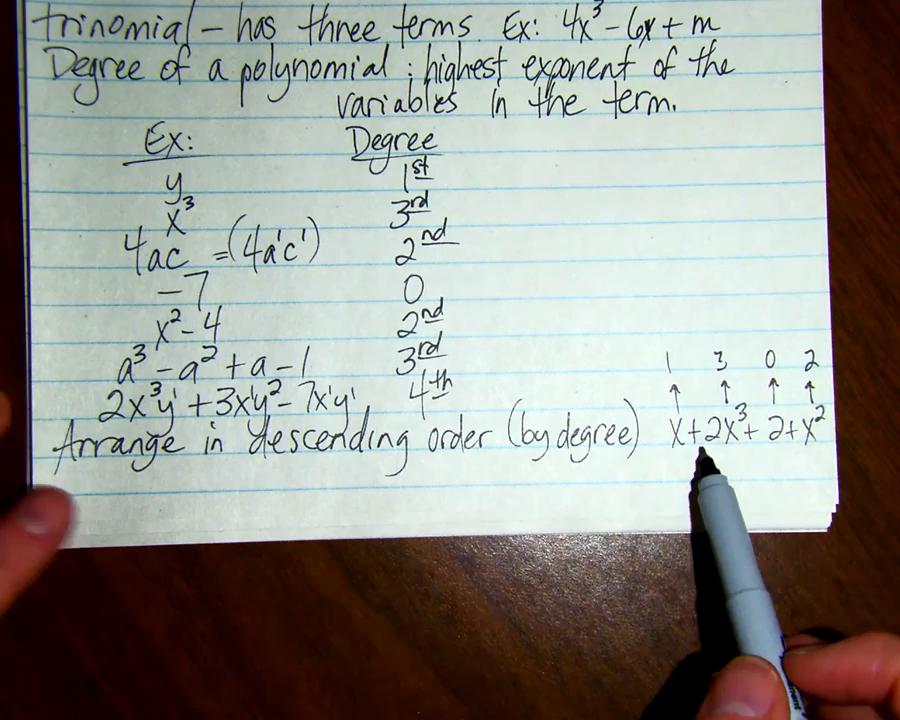 trinomial – has three terms. Ex: 4x³ – 6x + m
Degree of a polynomial : highest exponent of the
variables in the term.
Ex: Degree
y 1st
x³ 3rd
4ac = (4a¹c¹) 2nd
–7 0
x² – 4 2nd
a³ – a² + a – 1 3rd
2x³y¹ + 3x¹y² – 7x¹y¹ 4th
1 3 0 2
↑ ↑ ↑ ↑
Arrange in descending order (by degree) x + 2x³ + 2 + x²